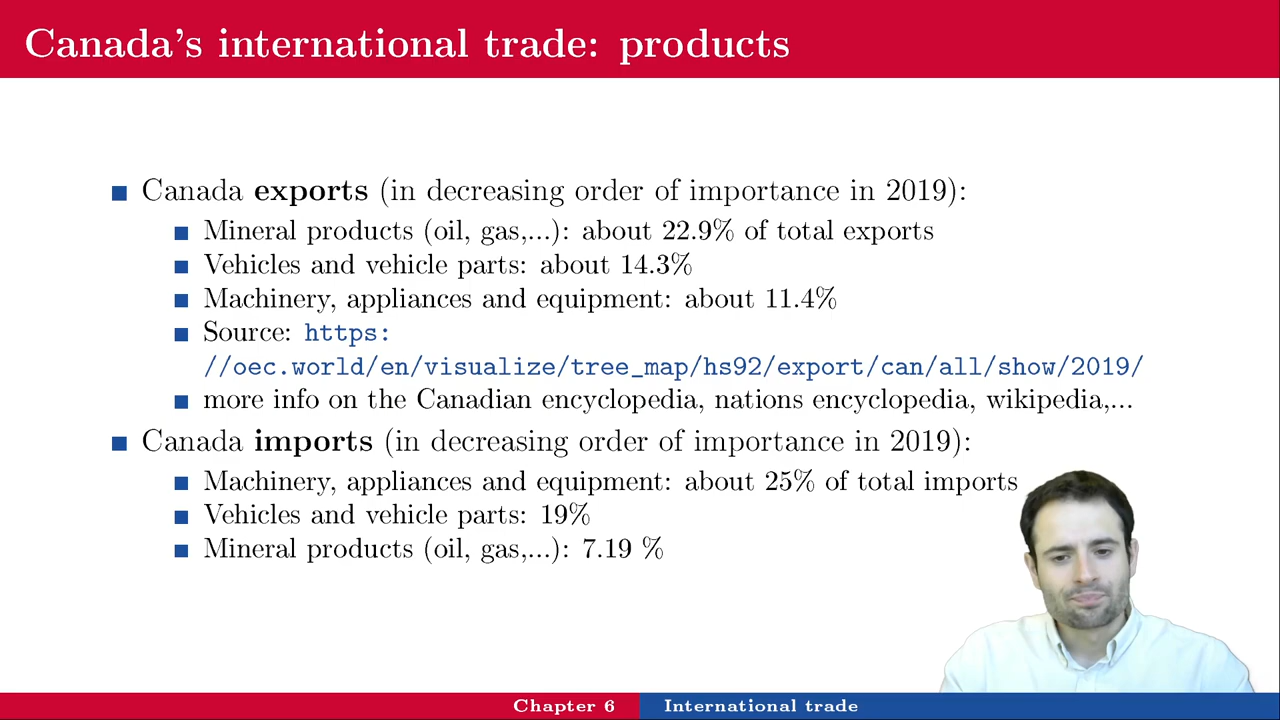 Canada's international trade: products
Canada exports (in decreasing order of importance in 2019):
Mineral products (oil, gas,...): about 22.9% of total exports
Vehicles and vehicle parts: about 14.3%
Machinery, appliances and equipment: about 11.4%
Source: https:
//oec.world/en/visualize/tree_map/hs92/export/can/all/show/2019/
more info on the Canadian encyclopedia, nations encyclopedia, wikipedia,...
Canada imports (in decreasing order of importance in 2019):
Machinery, appliances and equipment: about 25% of total imports
Vehicles and vehicle parts: 19%
Mineral products (oil, gas,...): 7.19 %
Chapter 6 International trade